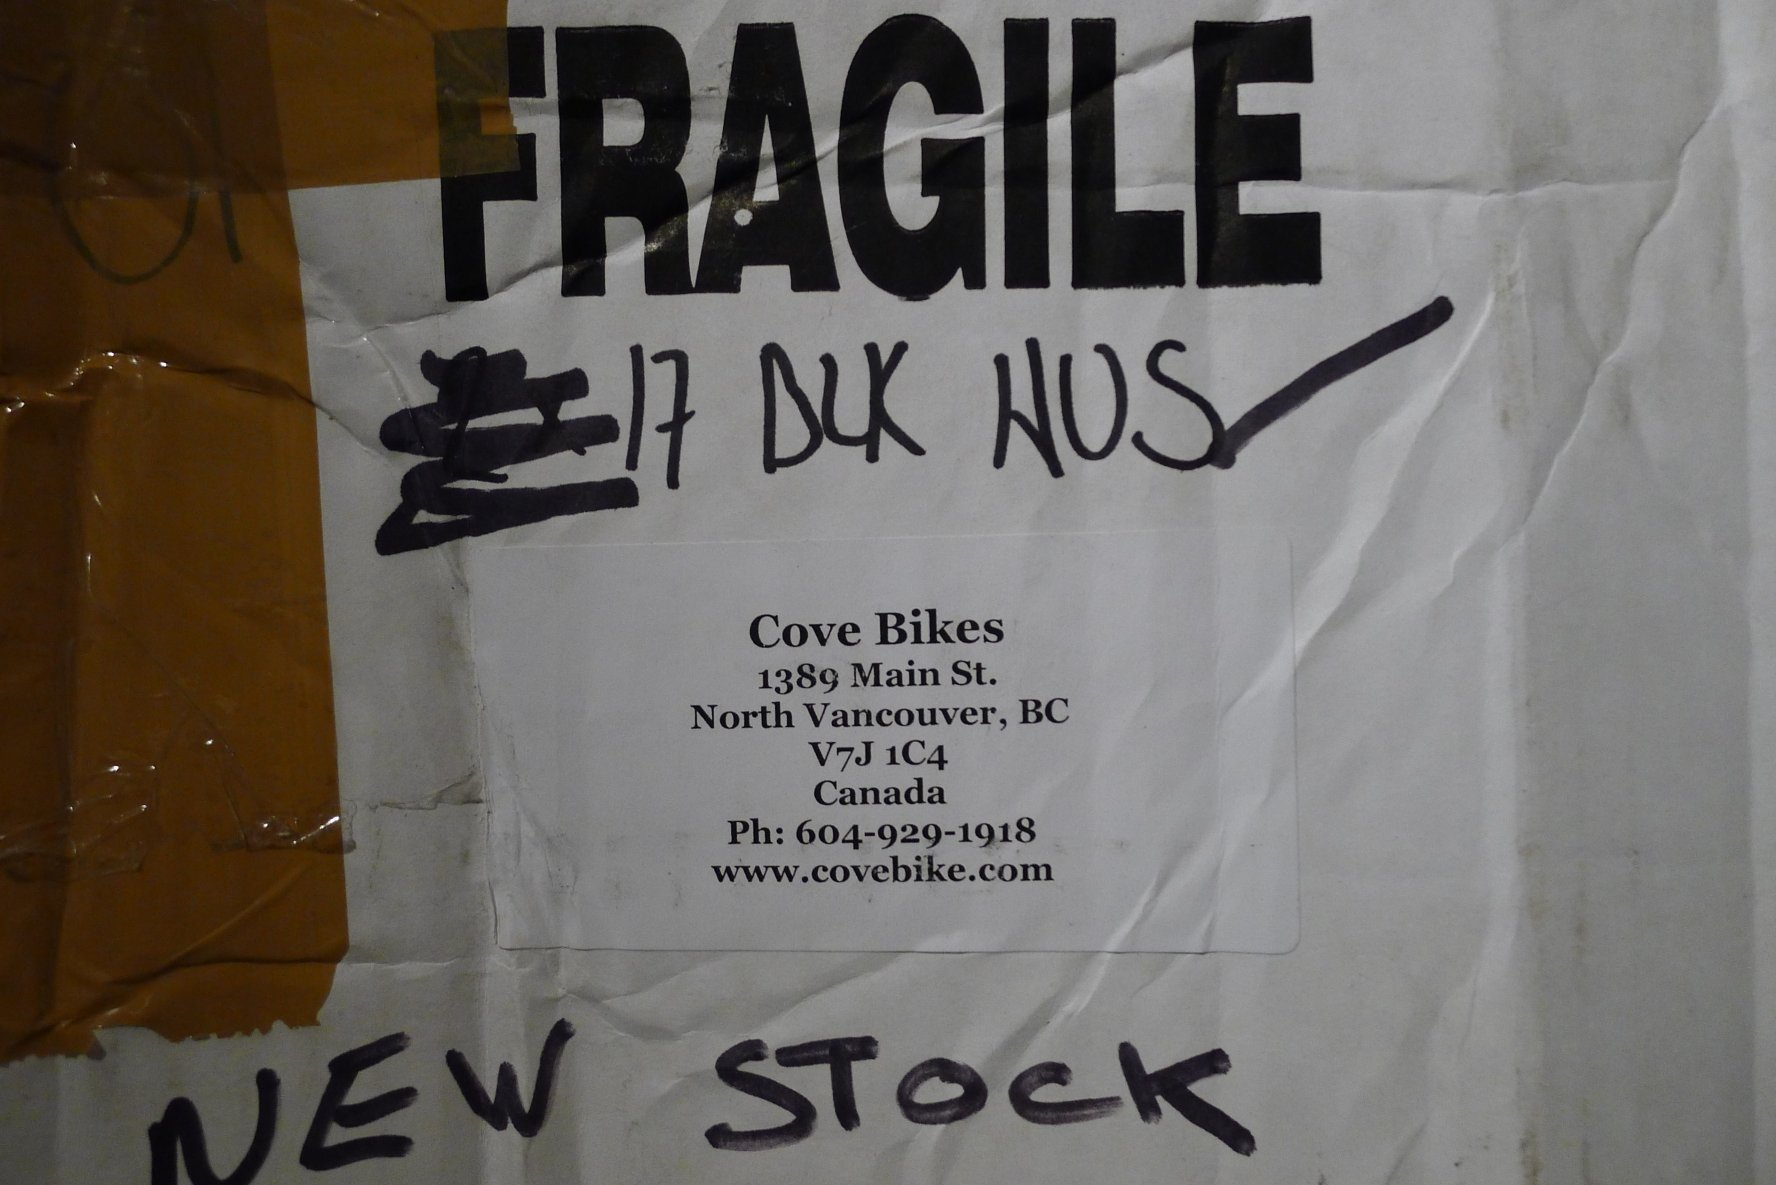 FRAGILE
17 BLK HUS
Cove Bikes
1389 Main St.
North Vancouver, BC
V7J 1C4
Canada
Ph: 604-929-1918
www.covebike.com
NEW STOCK